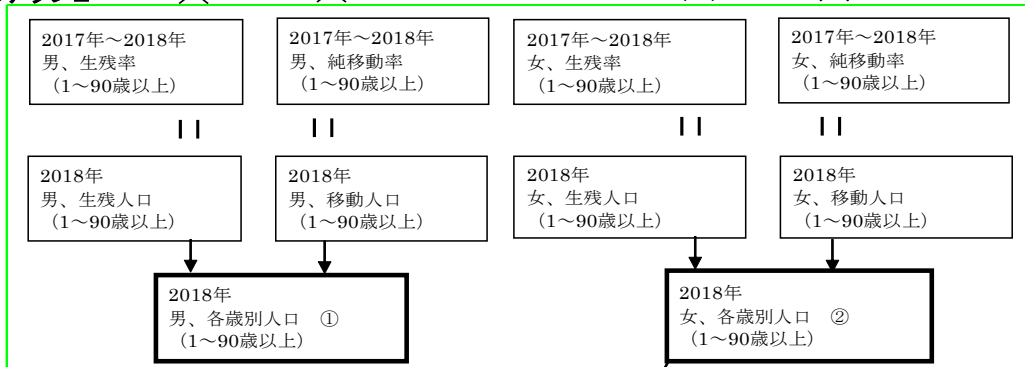 2017年～2018年
男、生残率
（1～90歳以上）
2017年～2018年
男、純移動率
（1～90歳以上）
2017年～2018年
女、生残率
（1～90歳以上）
2017年～2018年
女、純移動率
（1～90歳以上）
2018年
男、生残人口
（1～90歳以上）
2018年
男、移動人口
（1～90歳以上）
2018年
女、生残人口
（1～90歳以上）
2018年
女、移動人口
（1～90歳以上）
2018年
男、各歳別人口　①
（1～90歳以上）
2018年
女、各歳別人口　②
（1～90歳以上）